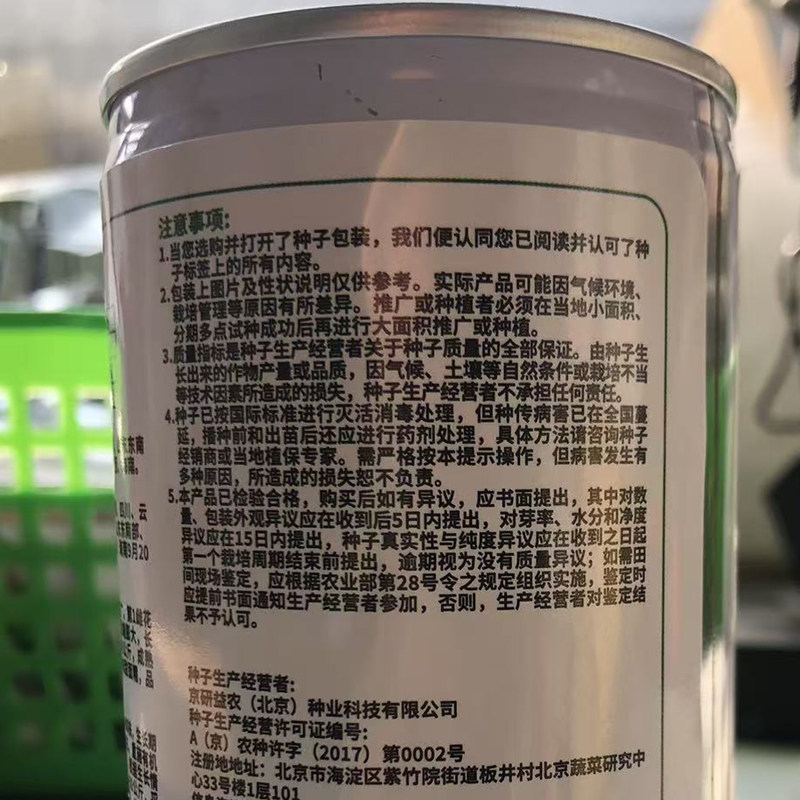 注意事项:
1.当您选购并打开了种子包装，我们便认同您已阅读并认可了种
子标签上的所有内容。
2.包装上图片及性状说明仅供参考。实际产品可能因气候环境、
栽培管理等原因有所差异。推广或种植者必须在当地小面积、
分期多点试种成功后再进行大面积推广或种植。
3.质量指标是种子生产经营者关于种子质量的全部保证。由种子生
长出来的作物产量或品质，因气候、土壤等自然条件或栽培不当
等技术因素所造成的损失，种子生产经营者不承担任何责任。
4.种子已按国际标准进行灭活消毒处理，但种传病害已在全国蔓
延，播种前和出苗后还应进行药剂处理，具体方法请咨询种子
经销商或当地植保专家。需严格按本提示操作，但病害发生有
多种原因，所造成的损失恕不负责。
5.本产品已检验合格，购买后如有异议，应书面提出，其中对数
量、包装外观异议应在收到后5日内提出，对芽率、水分和净度
异议应在15日内提出，种子真实性与纯度异议应在收到之日起
第一个栽培周期结束前提出，逾期视为没有质量异议；如需田
间现场鉴定，应根据农业部第28号令之规定组织实施，鉴定时
应提前书面通知生产经营者参加，否则，生产经营者对鉴定结
果不予认可。
种子生产经营者:
京研益农（北京）种业科技有限公司
种子生产经营许可证编号:
A（京）农种许字（2017）第0002号
注册地地址：北京市海淀区紫竹院街道板井村北京蔬菜研究中
心33号楼1层101
东南
四川、云
东南部、
9月20